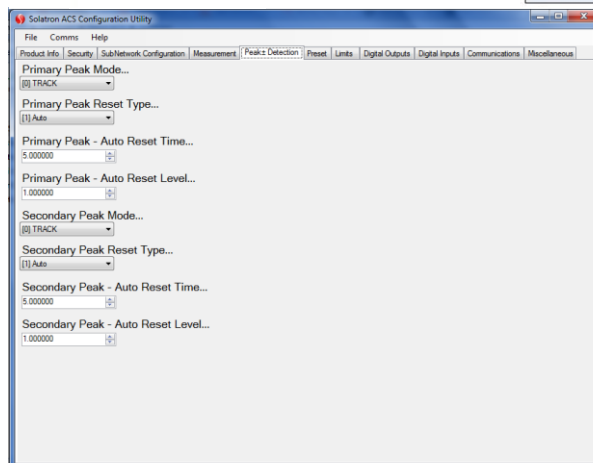 Solatron ACS Configuration Utility
File Comms Help
Product Info Security SubNetwork Configuration Measurement Peak± Detection Preset Limits Digital Outputs Digital Inputs Communications Miscellaneous
Primary Peak Mode...
[0] TRACK
Primary Peak Reset Type...
[1] Auto
Primary Peak - Auto Reset Time...
5.000000
Primary Peak - Auto Reset Level...
1.000000
Secondary Peak Mode...
[0] TRACK
Secondary Peak Reset Type...
[1] Auto
Secondary Peak - Auto Reset Time...
5.000000
Secondary Peak - Auto Reset Level...
1.000000